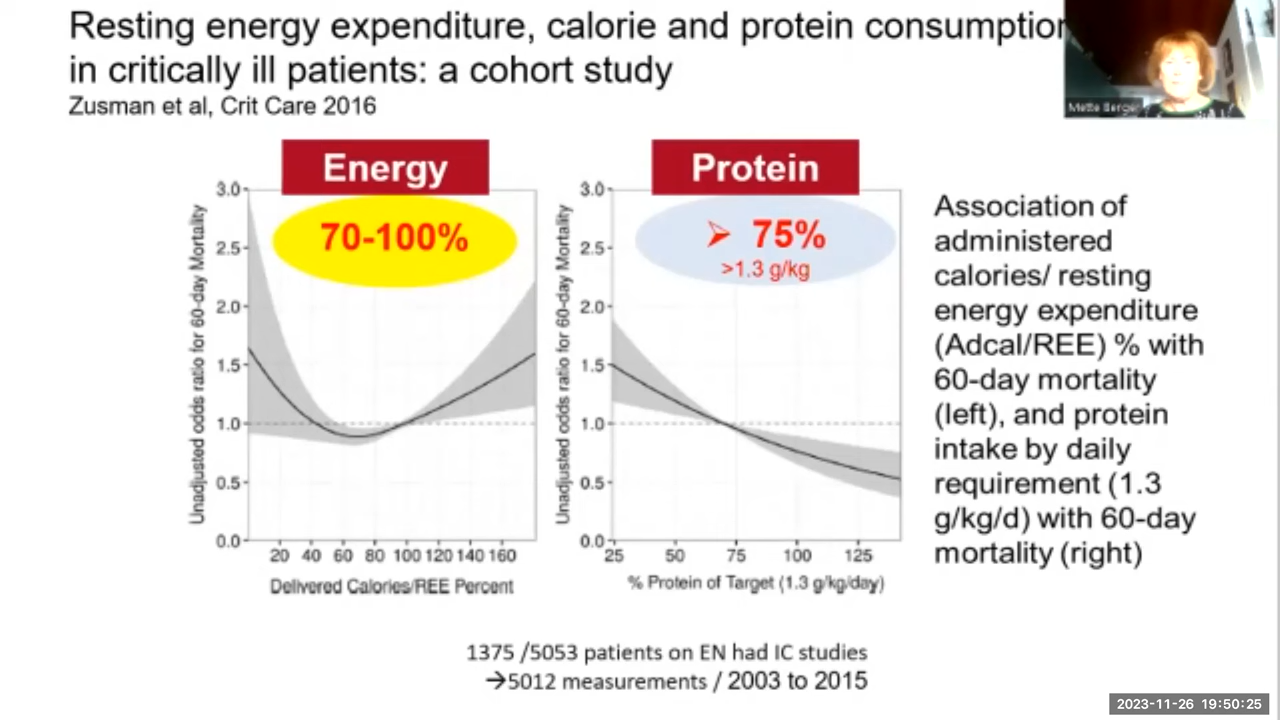 Resting energy expenditure, calorie and protein consumption
in critically ill patients: a cohort study
Zusman et al, Crit Care 2016
Mette Berger
Energy
Protein
70-100%
➢ 75%
>1.3 g/kg
Unadjusted odds ratio for 60-day Mortality
3.0
2.5
2.0
1.5
1.0
0.5
0.0
20 40 60 80 100 120 140 160
Delivered Calories/REE Percent
Unadjusted odds ratio for 60-day Mortality
3.0
2.5
2.0
1.5
1.0
0.5
0.0
25 50 75 100 125
% Protein of Target (1.3 g/kg/day)
Association of
administered
calories/ resting
energy expenditure
(Adcal/REE) % with
60-day mortality
(left), and protein
intake by daily
requirement (1.3
g/kg/d) with 60-day
mortality (right)
1375 /5053 patients on EN had IC studies
→5012 measurements / 2003 to 2015
2023-11-26 19:50:25